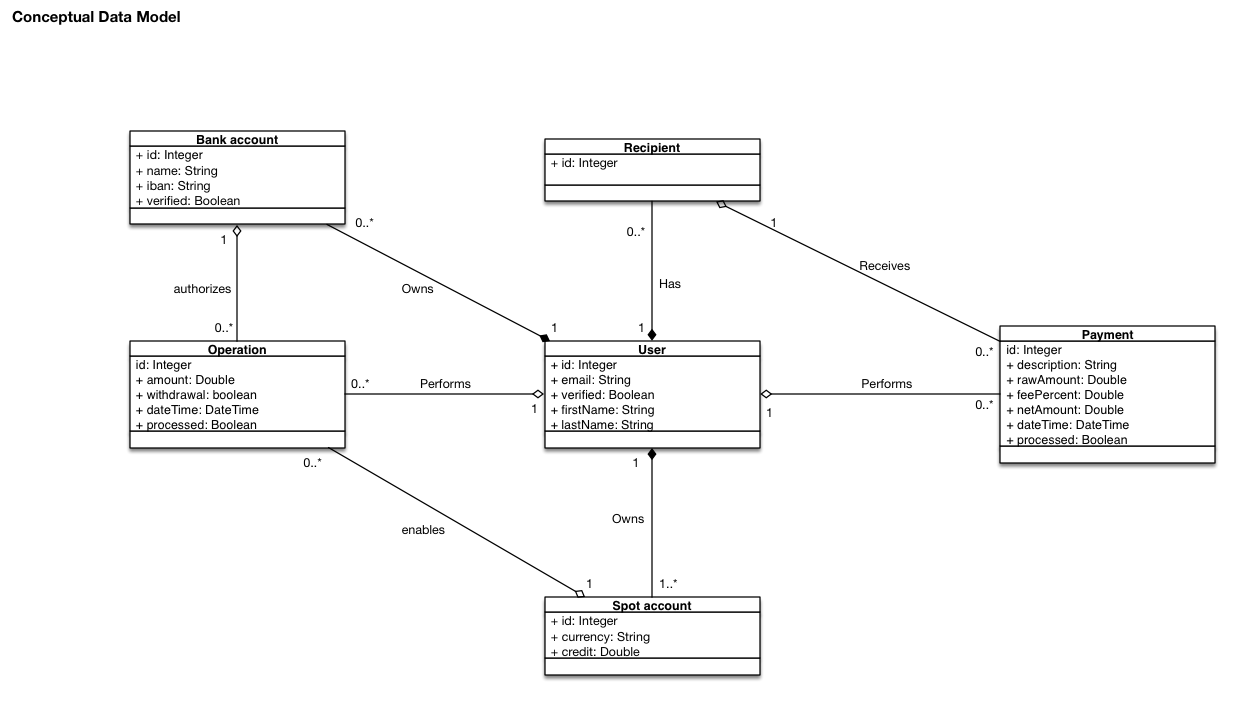 Conceptual Data Model
Bank account
+ id: Integer
+ name: String
+ iban: String
+ verified: Boolean
Recipient
+ id: Integer
0..*
1
0..*
1
authorizes
Owns
Has
Receives
0..*
1
1
0..*
Operation
id: Integer
+ amount: Double
+ withdrawal: boolean
+ dateTime: DateTime
+ processed: Boolean
0..*
Performs
1
User
+ id: Integer
+ email: String
+ verified: Boolean
+ firstName: String
+ lastName: String
Performs
1
0..*
Payment
id: Integer
+ description: String
+ rawAmount: Double
+ feePercent: Double
+ netAmount: Double
+ dateTime: DateTime
+ processed: Boolean
0..*
1
enables
Owns
1
1..*
Spot account
+ id: Integer
+ currency: String
+ credit: Double